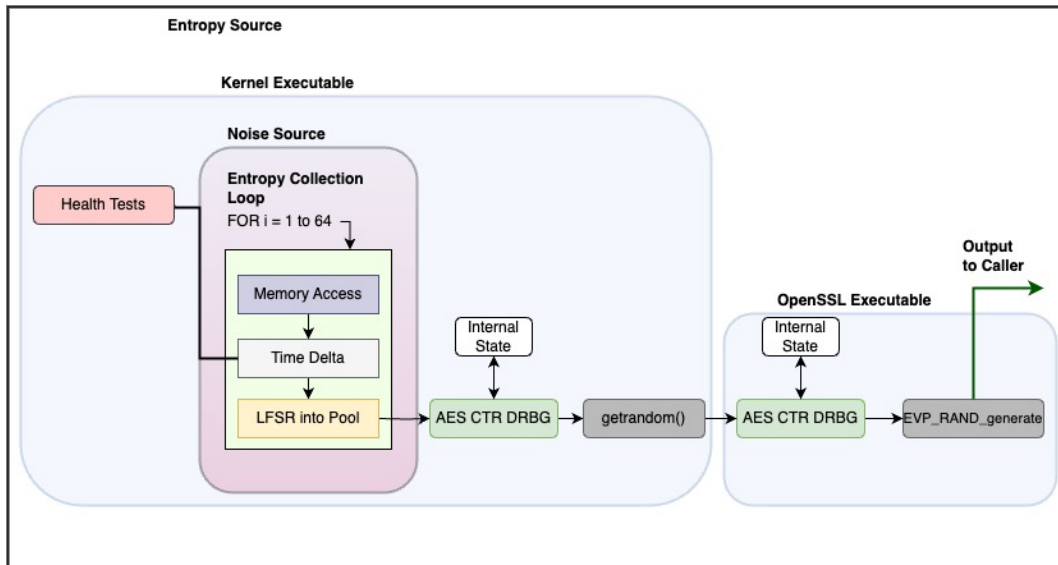 Entropy Source
Kernel Executable
Noise Source
Entropy Collection
Loop
FOR i = 1 to 64
Health Tests
Memory Access
Time Delta
LFSR into Pool
Internal
State
AES CTR DRBG
getrandom()
OpenSSL Executable
Internal
State
AES CTR DRBG
EVP_RAND_generate
Output
to Caller